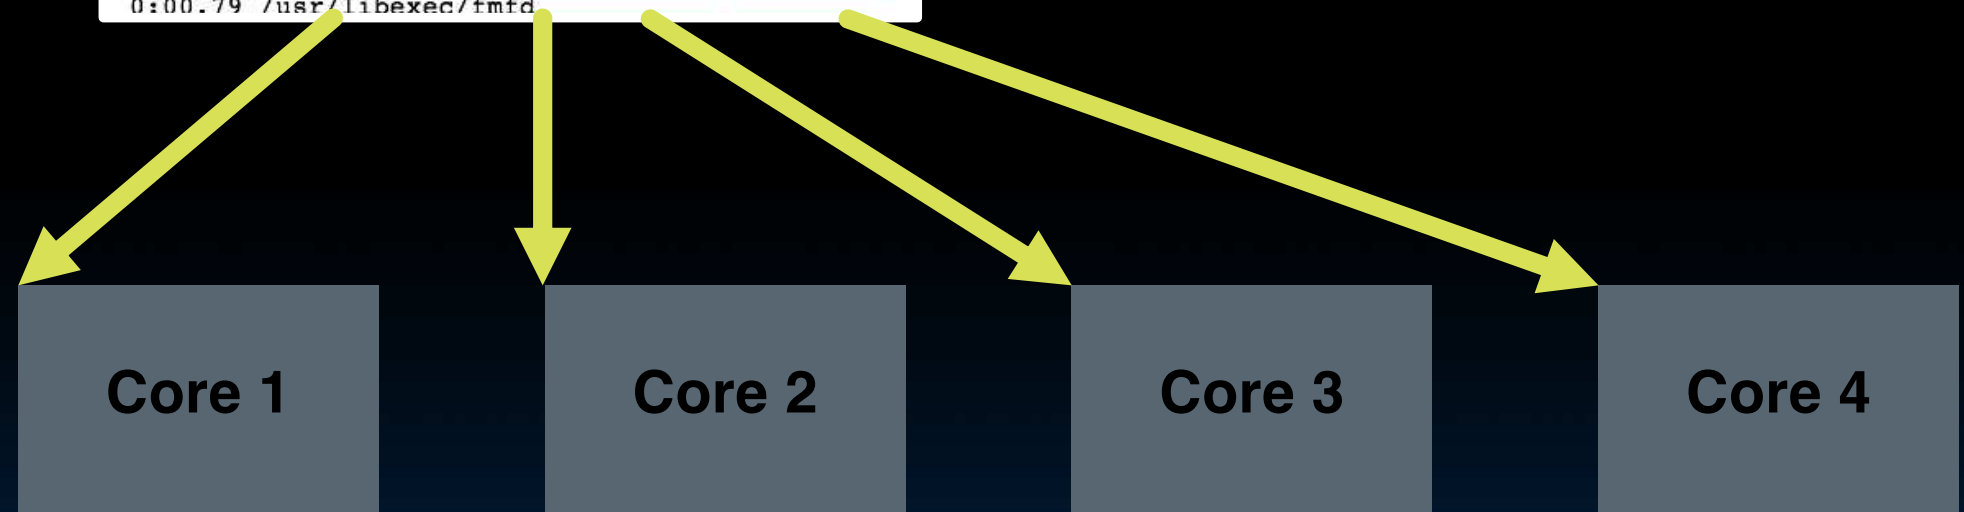 0:00.79 /usr/libexec/fmfd
Core 1
Core 2
Core 3
Core 4